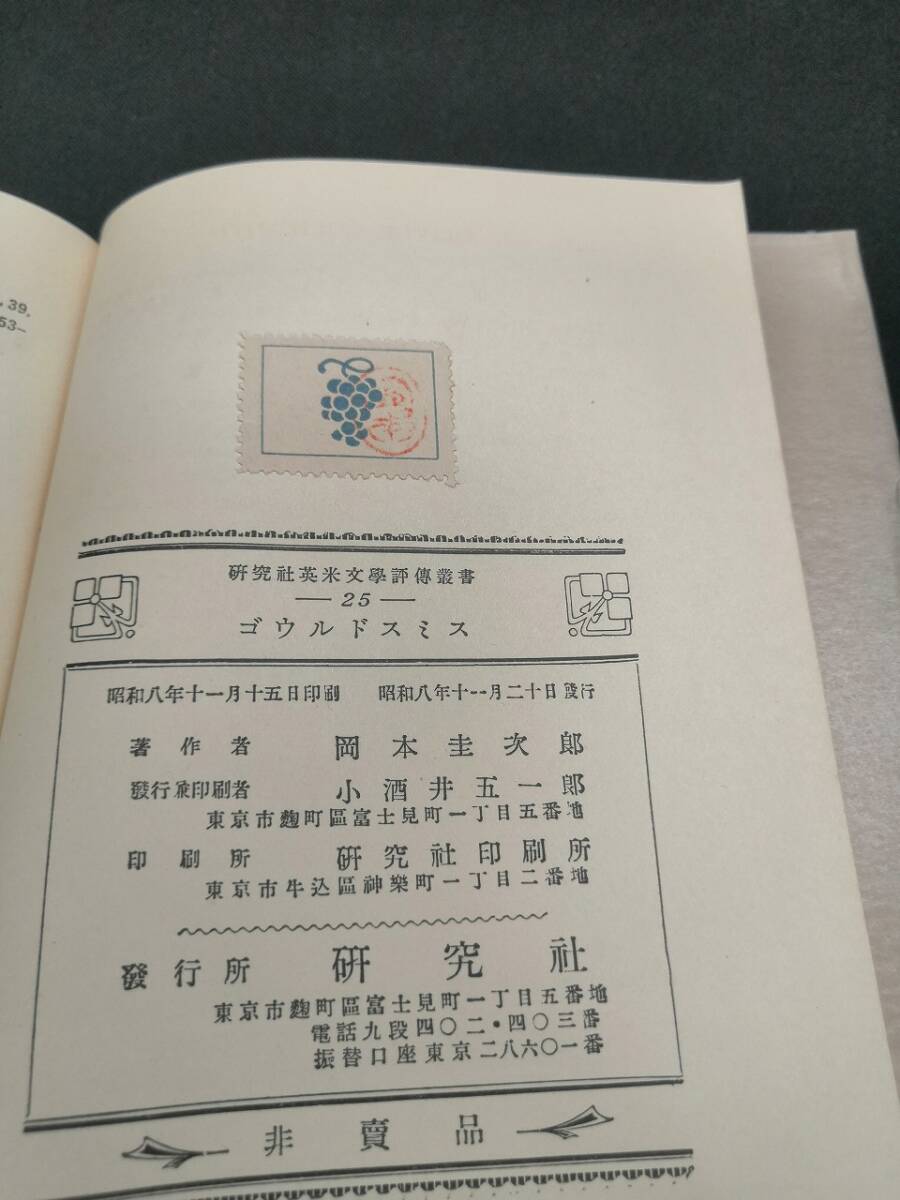 39,
53–
硏究社英米文學評傳叢書
— 25 —
ゴウルドスミス
昭和八年十一月十五日印刷 昭和八年十一月二十日發行
著作者 岡本圭次郎
發行兼印刷者 小酒井五一郎
東京市麴町區富士見町一丁目五番地
印刷所 硏究社印刷所
東京市牛込區神樂町一丁目二番地
發行所 硏究社
東京市麴町區富士見町一丁目五番地
電話九段四〇二・四〇三番
振替口座東京二八六〇一番
非賣品